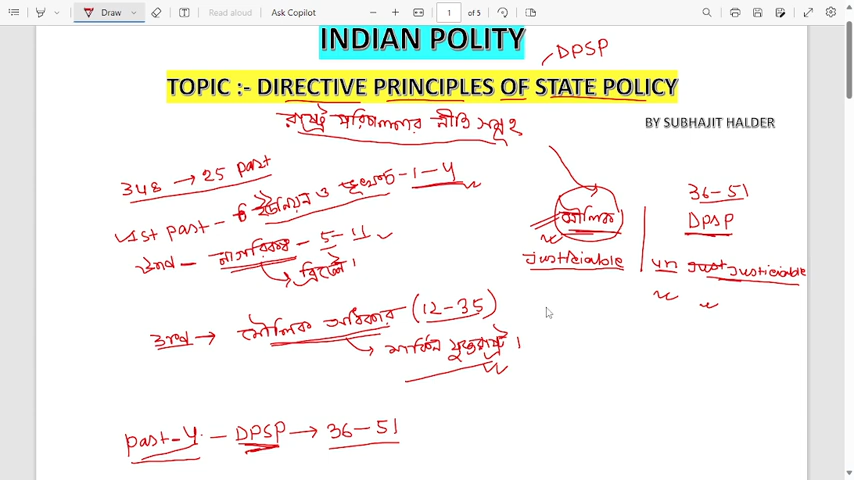 Draw
Read aloud
Ask Copilot
1
of 5
INDIAN POLITY
DPSP
TOPIC :- DIRECTIVE PRINCIPLES OF STATE POLICY
রাষ্ট্র পরিচালনার নীতি সমূহ
BY SUBHAJIT HALDER
348 → 25 part
1st part - ইউনিয়ন ও ভূখণ্ড - 1-4
২য় - নাগরিকত্ব - 5-11
ব্রিটেন।
৩য় → মৌলিক অধিকার (12-35)
মার্কিন যুক্তরাষ্ট্র।
part-4 - DPSP → 36-51
মৌলিক
Justiciable
36-51
DPSP
un Justiciable